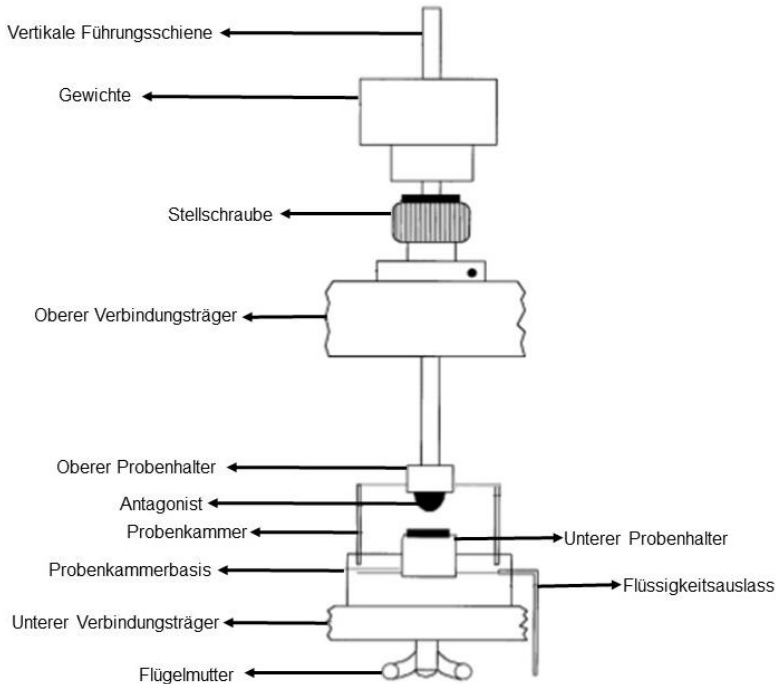 Vertikale Führungsschiene
Gewichte
Stellschraube
Oberer Verbindungsträger
Oberer Probenhalter
Antagonist
Probenkammer
Unterer Probenhalter
Probenkammerbasis
Flüssigkeitsauslass
Unterer Verbindungsträger
Flügelmutter